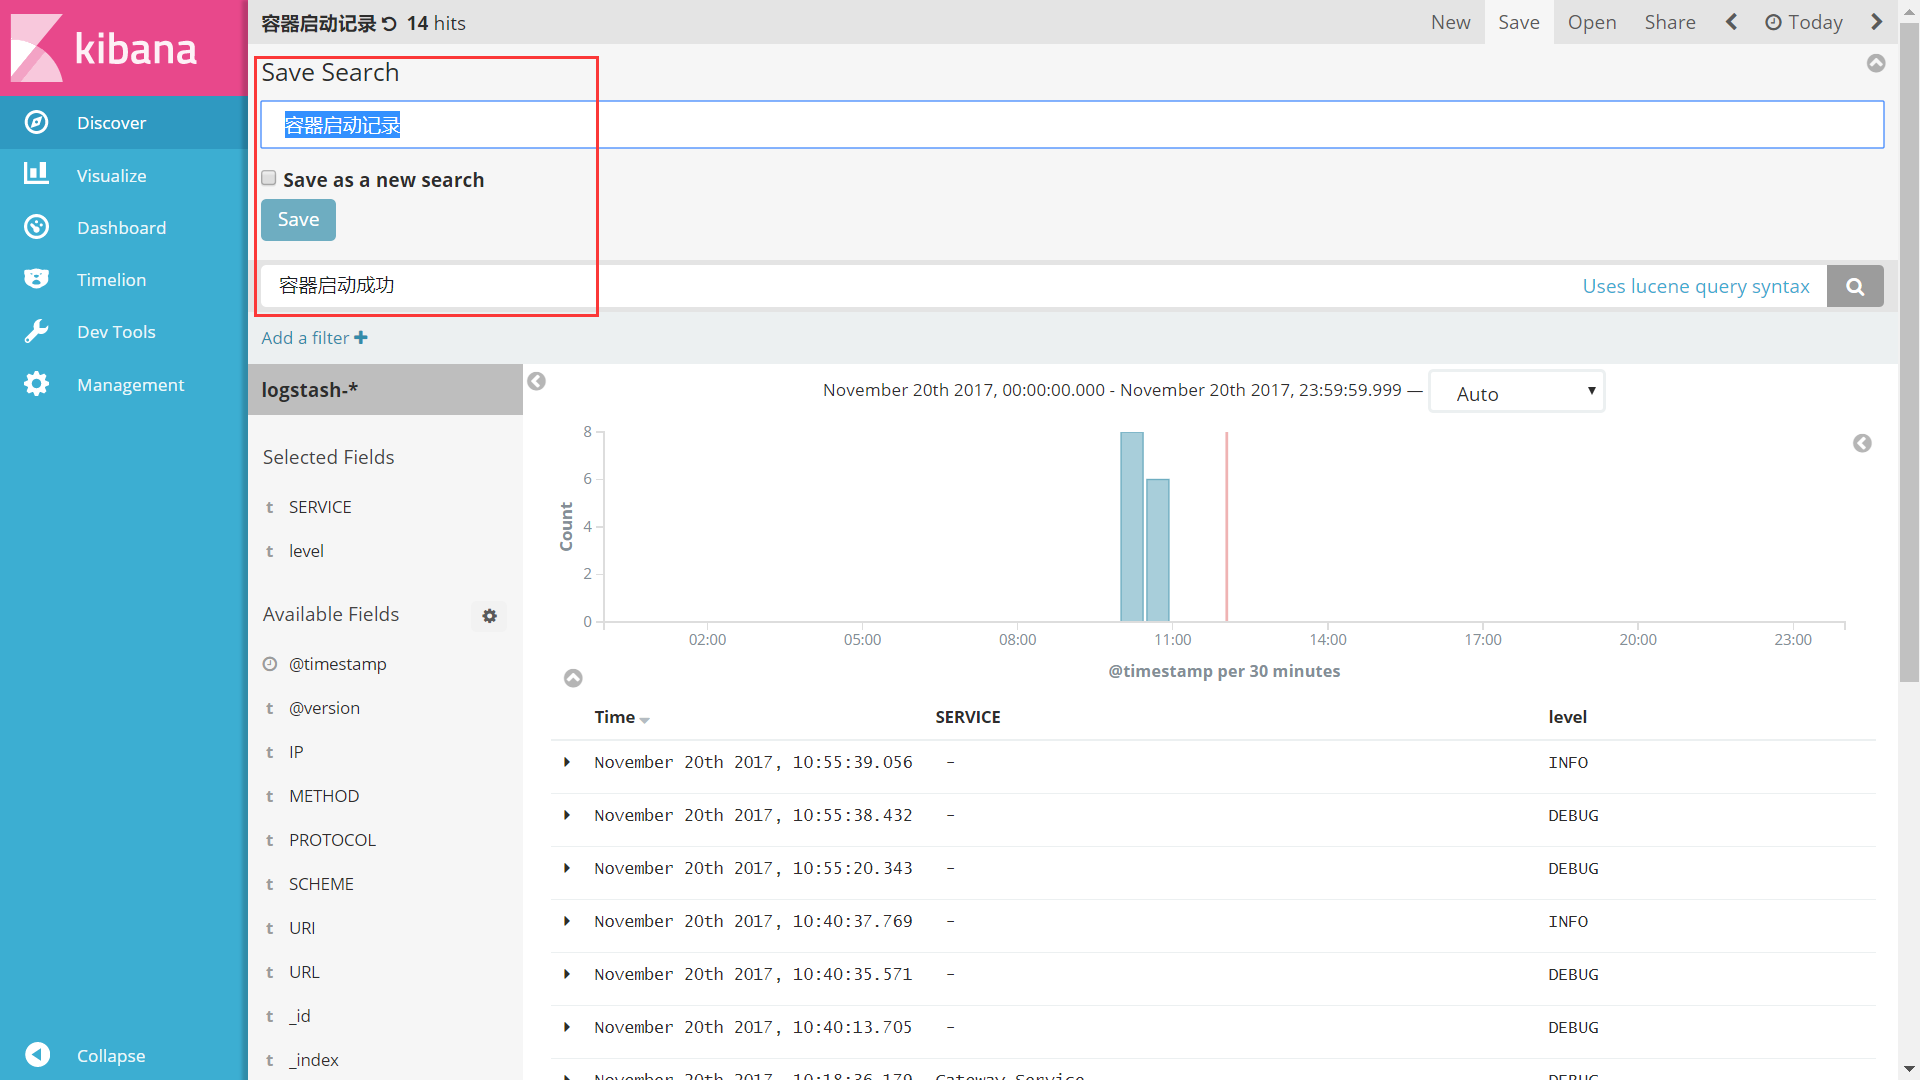 kibana
Discover
Visualize
Dashboard
Timelion
Dev Tools
Management
Collapse
容器启动记录 14 hits
New Save Open Share Today
Save Search
容器启动记录
Save as a new search
Save
容器启动成功
Uses lucene query syntax
Add a filter
logstash-*
Selected Fields
t SERVICE
t level
Available Fields
@timestamp
t @version
t IP
t METHOD
t PROTOCOL
t SCHEME
t URI
t URL
t _id
t _index
November 20th 2017, 00:00:00.000 - November 20th 2017, 23:59:59.999 — Auto
8
6
4
2
0
Count
02:00 05:00 08:00 11:00 14:00 17:00 20:00 23:00
@timestamp per 30 minutes
Time SERVICE level
November 20th 2017, 10:55:39.056 - INFO
November 20th 2017, 10:55:38.432 - DEBUG
November 20th 2017, 10:55:20.343 - DEBUG
November 20th 2017, 10:40:37.769 - INFO
November 20th 2017, 10:40:35.571 - DEBUG
November 20th 2017, 10:40:13.705 - DEBUG
November 20th 2017, 10:18:36.179 Gateway Service DEBUG